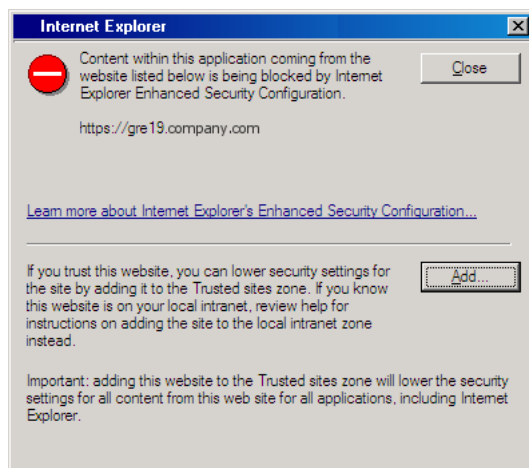 Internet Explorer
Content within this application coming from the
website listed below is being blocked by Internet
Explorer Enhanced Security Configuration.
Close
https://gre19.company.com
Learn more about Internet Explorer's Enhanced Security Configuration...
If you trust this website, you can lower security settings for
the site by adding it to the Trusted sites zone. If you know
this website is on your local intranet, review help for
instructions on adding the site to the local intranet zone
instead.
Add...
Important: adding this website to the Trusted sites zone will lower the security
settings for all content from this web site for all applications, including Internet
Explorer.